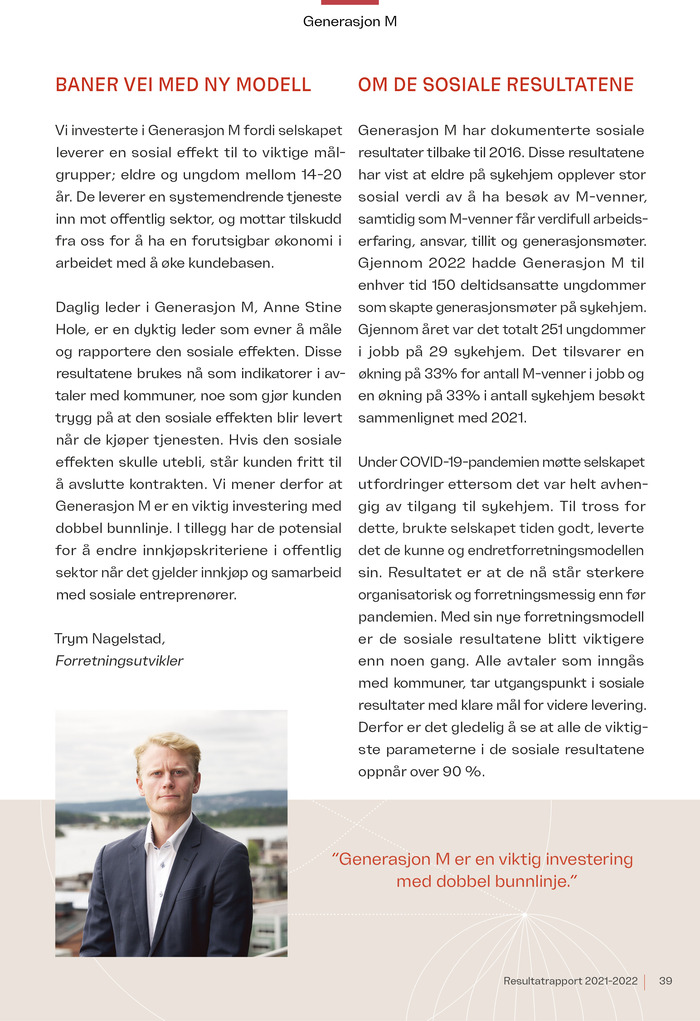 Generasjon M
BANER VEI MED NY MODELL
Vi investerte i Generasjon M fordi selskapet
leverer en sosial effekt til to viktige mål-
grupper; eldre og ungdom mellom 14-20
år. De leverer en systemendrende tjeneste
inn mot offentlig sektor, og mottar tilskudd
fra oss for å ha en forutsigbar økonomi i
arbeidet med å øke kundebasen.
Daglig leder i Generasjon M, Anne Stine
Hole, er en dyktig leder som evner å måle
og rapportere den sosiale effekten. Disse
resultatene brukes nå som indikatorer i av-
taler med kommuner, noe som gjør kunden
trygg på at den sosiale effekten blir levert
når de kjøper tjenesten. Hvis den sosiale
effekten skulle utebli, står kunden fritt til
å avslutte kontrakten. Vi mener derfor at
Generasjon M er en viktig investering med
dobbel bunnlinje. I tillegg har de potensial
for å endre innkjøpskriteriene i offentlig
sektor når det gjelder innkjøp og samarbeid
med sosiale entreprenører.
Trym Nagelstad,
Forretningsutvikler
OM DE SOSIALE RESULTATENE
Generasjon M har dokumenterte sosiale
resultater tilbake til 2016. Disse resultatene
har vist at eldre på sykehjem opplever stor
sosial verdi av å ha besøk av M-venner,
samtidig som M-venner får verdifull arbeids-
erfaring, ansvar, tillit og generasjonsmøter.
Gjennom 2022 hadde Generasjon M til
enhver tid 150 deltidsansatte ungdommer
som skapte generasjonsmøter på sykehjem.
Gjennom året var det totalt 251 ungdommer
i jobb på 29 sykehjem. Det tilsvarer en
økning på 33% for antall M-venner i jobb og
en økning på 33% i antall sykehjem besøkt
sammenlignet med 2021.
Under COVID-19-pandemien møtte selskapet
utfordringer ettersom det var helt avhen-
gig av tilgang til sykehjem. Til tross for
dette, brukte selskapet tiden godt, leverte
det de kunne og endretforretningsmodellen
sin. Resultatet er at de nå står sterkere
organisatorisk og forretningsmessig enn før
pandemien. Med sin nye forretningsmodell
er de sosiale resultatene blitt viktigere
enn noen gang. Alle avtaler som inngås
med kommuner, tar utgangspunkt i sosiale
resultater med klare mål for videre levering.
Derfor er det gledelig å se at alle de viktig-
ste parameterne i de sosiale resultatene
oppnår over 90 %.
"Generasjon M er en viktig investering
med dobbel bunnlinje."
Resultatrapport 2021-2022 | 39